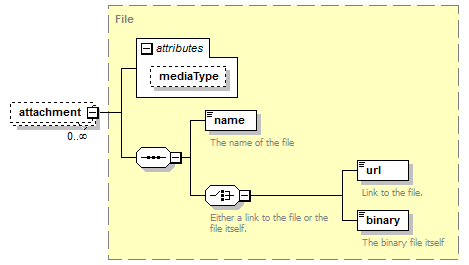 File
attributes
mediaType
attachment
0..∞
name
The name of the file
url
Link to the file.
Either a link to the file or the
file itself.
binary
The binary file itself